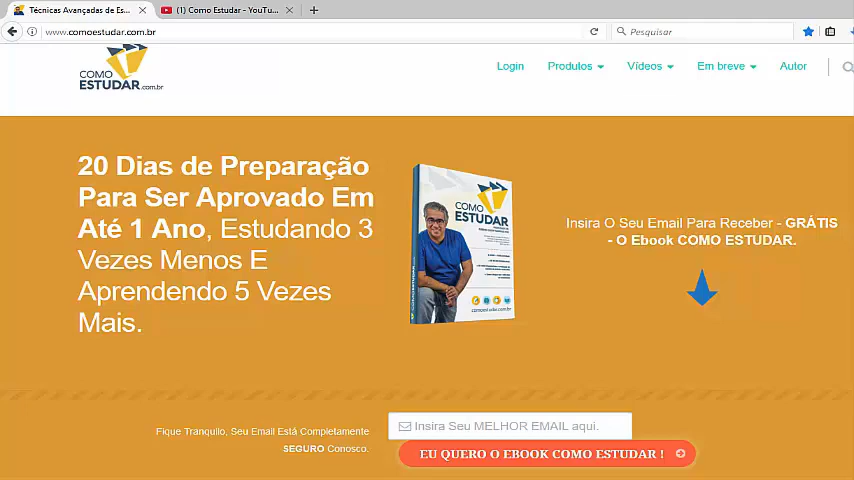 Técnicas Avançadas de Es...
(1) Como Estudar - YouTu...
www.comoestudar.com.br
Pesquisar
COMO
ESTUDAR.com.br
Login
Produtos
Vídeos
Em breve
Autor
20 Dias de Preparação
Para Ser Aprovado Em
Até 1 Ano, Estudando 3
Vezes Menos E
Aprendendo 5 Vezes
Mais.
COMO
ESTUDAR
comoestudar.com.br
Insira O Seu Email Para Receber - GRÁTIS
- O Ebook COMO ESTUDAR.
Fique Tranquilo, Seu Email Está Completamente
SEGURO Conosco.
Insira Seu MELHOR EMAIL aqui.
EU QUERO O EBOOK COMO ESTUDAR !